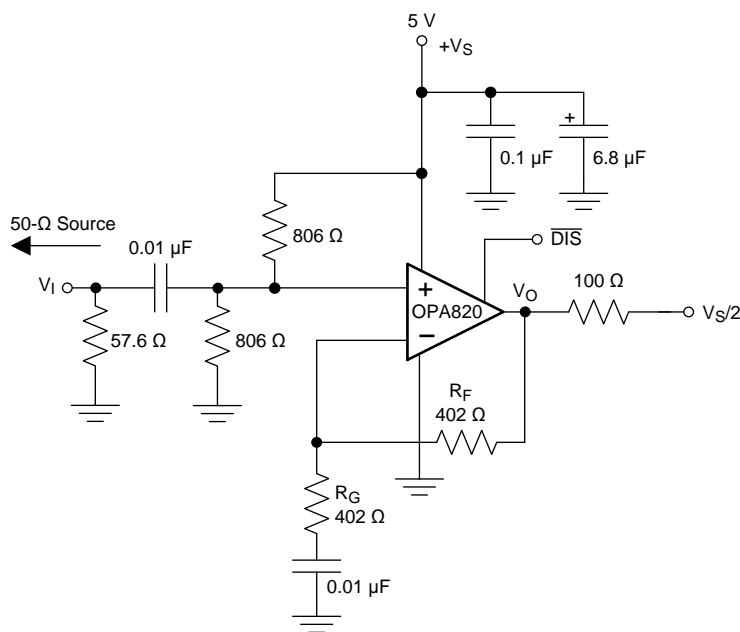 5 V
+VS
+
0.1 µF
6.8 µF
50-Ω Source
0.01 µF
806 Ω
DIS
VI
57.6 Ω
806 Ω
+
OPA820
−
VO
100 Ω
VS/2
RF
402 Ω
RG
402 Ω
0.01 µF